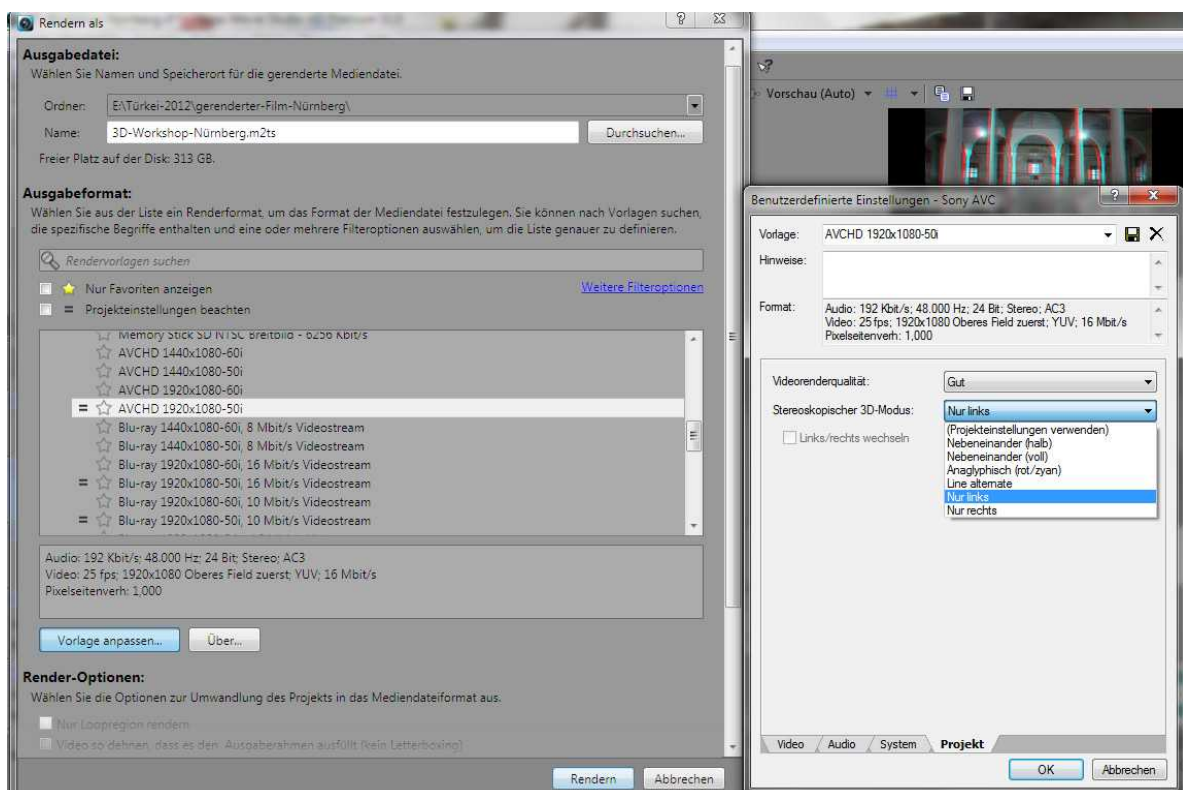 Rendern als
Ausgabedatei:
Wählen Sie Namen und Speicherort für die gerenderte Mediendatei.
Ordner: E:\Türkei-2012\gerenderter-Film-Nürnberg\
Name: 3D-Workshop-Nürnberg.m2ts Durchsuchen...
Freier Platz auf der Disk: 313 GB.
Ausgabeformat:
Wählen Sie aus der Liste ein Renderformat, um das Format der Mediendatei festzulegen. Sie können nach Vorlagen suchen,
die spezifische Begriffe enthalten und eine oder mehrere Filteroptionen auswählen, um die Liste genauer zu definieren.
Rendervorlagen suchen
Nur Favoriten anzeigen Weitere Filteroptionen
= Projekteinstellungen beachten
Memory Stick SD NTSC Breitbild - 6256 Kbit/s
AVCHD 1440x1080-60i
AVCHD 1440x1080-50i
AVCHD 1920x1080-60i
= AVCHD 1920x1080-50i
Blu-ray 1440x1080-60i, 8 Mbit/s Videostream
Blu-ray 1440x1080-50i, 8 Mbit/s Videostream
Blu-ray 1920x1080-60i, 16 Mbit/s Videostream
= Blu-ray 1920x1080-50i, 16 Mbit/s Videostream
Blu-ray 1920x1080-60i, 10 Mbit/s Videostream
= Blu-ray 1920x1080-50i, 10 Mbit/s Videostream
Audio: 192 Kbit/s; 48.000 Hz; 24 Bit; Stereo; AC3
Video: 25 fps; 1920x1080 Oberes Field zuerst; YUV; 16 Mbit/s
Pixelseitenverh: 1,000
Vorlage anpassen... Über...
Render-Optionen:
Wählen Sie die Optionen zur Umwandlung des Projekts in das Mediendateiformat aus.
Nur Loopregion rendern
Video so dehnen, dass es den Ausgaberahmen ausfüllt (kein Letterboxing)
Rendern Abbrechen
Vorschau (Auto)
Benutzerdefinierte Einstellungen - Sony AVC
Vorlage: AVCHD 1920x1080-50i
Hinweise:
Format: Audio: 192 Kbit/s; 48.000 Hz; 24 Bit; Stereo; AC3
Video: 25 fps; 1920x1080 Oberes Field zuerst; YUV; 16 Mbit/s
Pixelseitenverh: 1,000
Videorenderqualität: Gut
Stereoskopischer 3D-Modus: Nur links
Links/rechts wechseln
(Projekteinstellungen verwenden)
Nebeneinander (halb)
Nebeneinander (voll)
Anaglyphisch (rot/zyan)
Line alternate
Nur links
Nur rechts
Video Audio System Projekt
OK Abbrechen